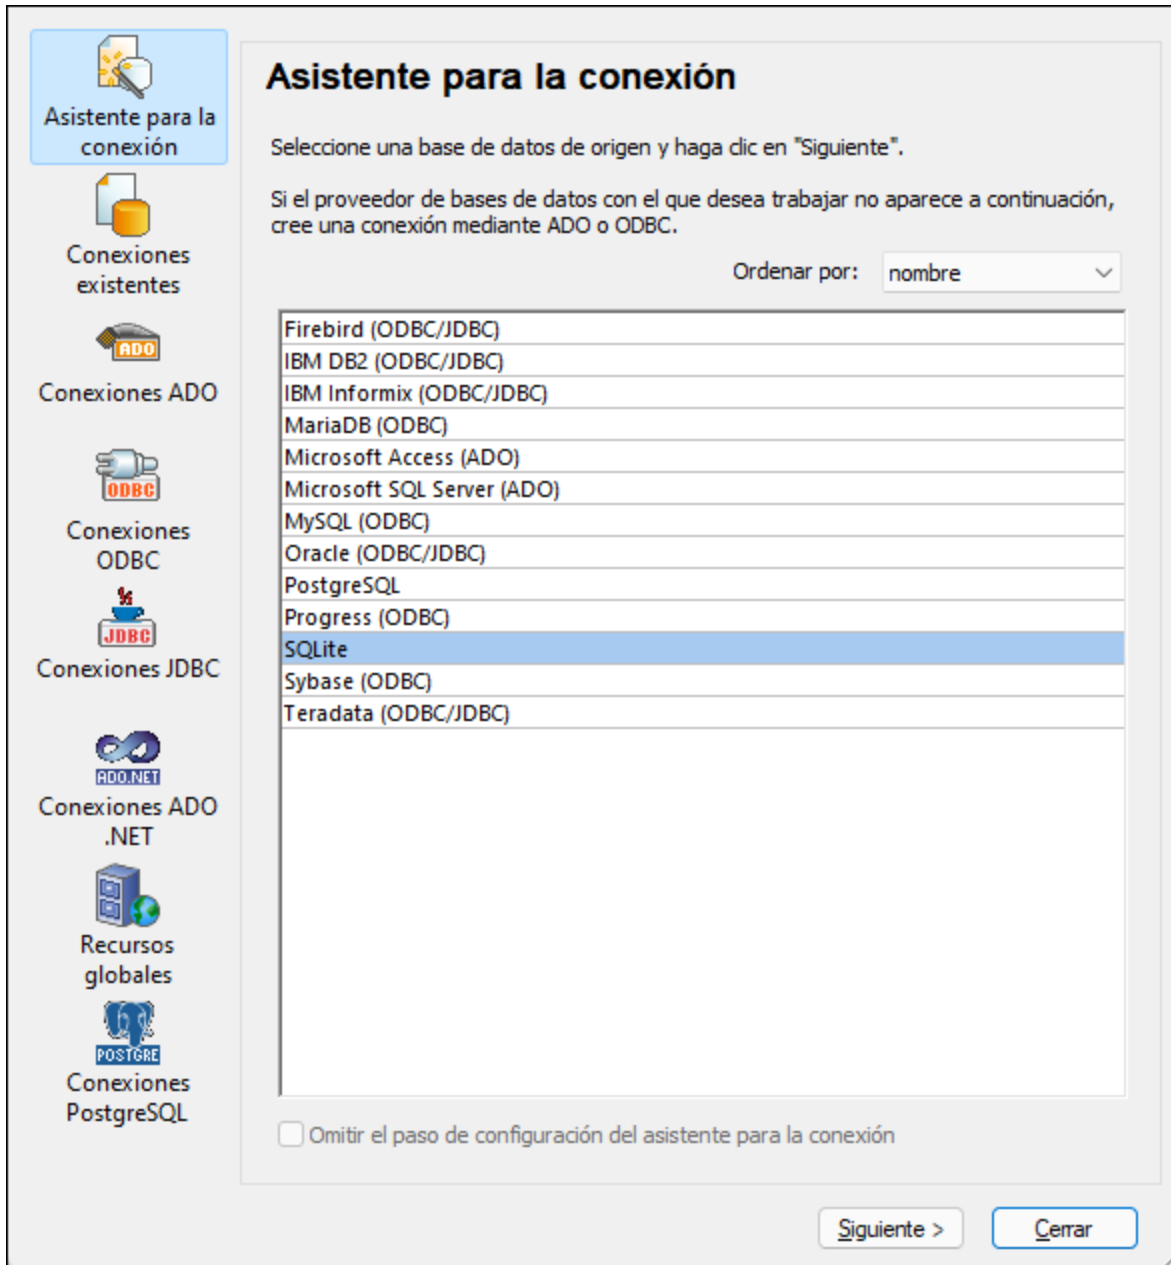 Asistente para la
conexión
Conexiones
existentes
ADO
Conexiones ADO
ODBC
Conexiones
ODBC
JDBC
Conexiones JDBC
ADO.NET
Conexiones ADO
.NET
Recursos
globales
POSTGRE
Conexiones
PostgreSQL
Asistente para la conexión
Seleccione una base de datos de origen y haga clic en "Siguiente".
Si el proveedor de bases de datos con el que desea trabajar no aparece a continuación,
cree una conexión mediante ADO o ODBC.
Ordenar por: nombre
Firebird (ODBC/JDBC)
IBM DB2 (ODBC/JDBC)
IBM Informix (ODBC/JDBC)
MariaDB (ODBC)
Microsoft Access (ADO)
Microsoft SQL Server (ADO)
MySQL (ODBC)
Oracle (ODBC/JDBC)
PostgreSQL
Progress (ODBC)
SQLite
Sybase (ODBC)
Teradata (ODBC/JDBC)
Omitir el paso de configuración del asistente para la conexión
Siguiente > Cerrar